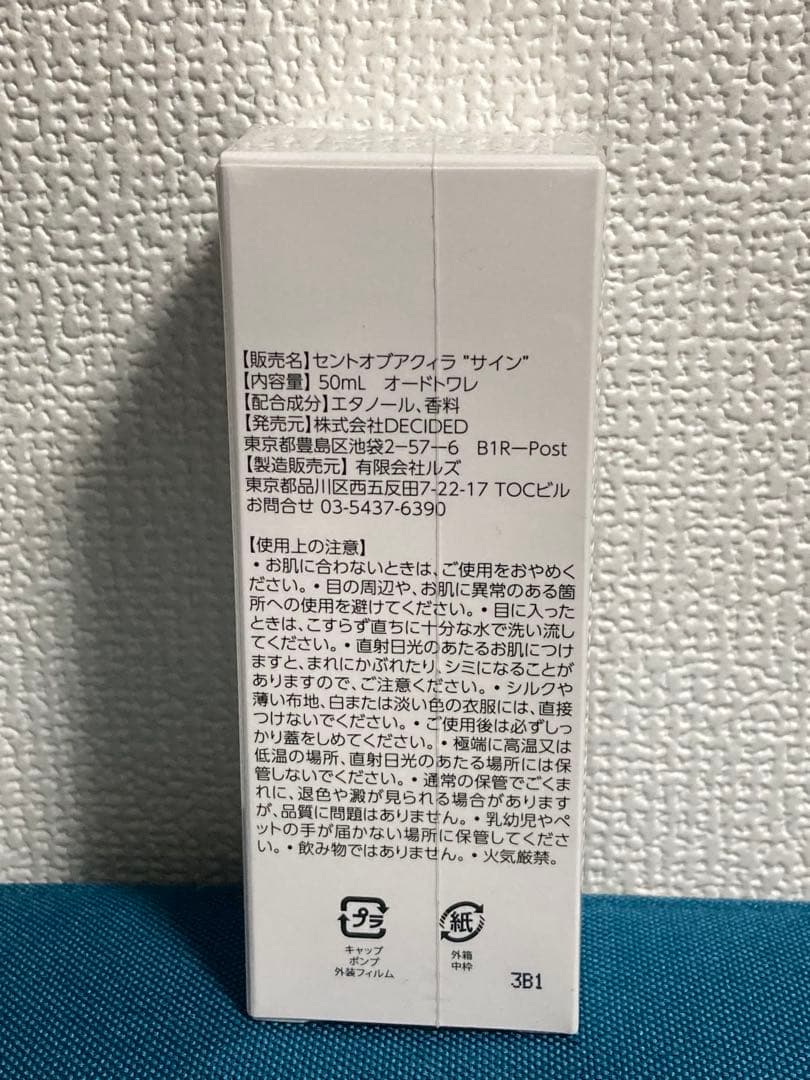 【販売名】セントオブアクィラ "サイン"
【内容量】 50mL オードトワレ
【配合成分】エタノール、香料
【発売元】株式会社DECIDED
東京都豊島区池袋2−57−6 B1R−Post
【製造販売元】 有限会社ルズ
東京都品川区西五反田7-22-17 TOCビル
お問合せ 03-5437-6390
【使用上の注意】
・お肌に合わないときは、ご使用をおやめく
ださい。・目の周辺や、お肌に異常のある箇
所への使用を避けてください。・目に入った
ときは、こすらず直ちに十分な水で洗い流し
てください。・直射日光のあたるお肌につけ
ますと、まれにかぶれたり、シミになることが
ありますので、ご注意ください。・シルクや
薄い布地、白または淡い色の衣服には、直接
つけないでください。・ご使用後は必ずしっ
かり蓋をしめてください。・極端に高温又は
低温の場所、直射日光のあたる場所には保
管しないでください。・通常の保管でごくま
れに、退色や澱が見られる場合があります
が、品質に問題はありません。・乳幼児やペ
ットの手が届かない場所に保管してくださ
い。・飲み物ではありません。・火気厳禁。
プラ 紙
キャップ
ポンプ
外装フィルム
外箱
中枠
3B1